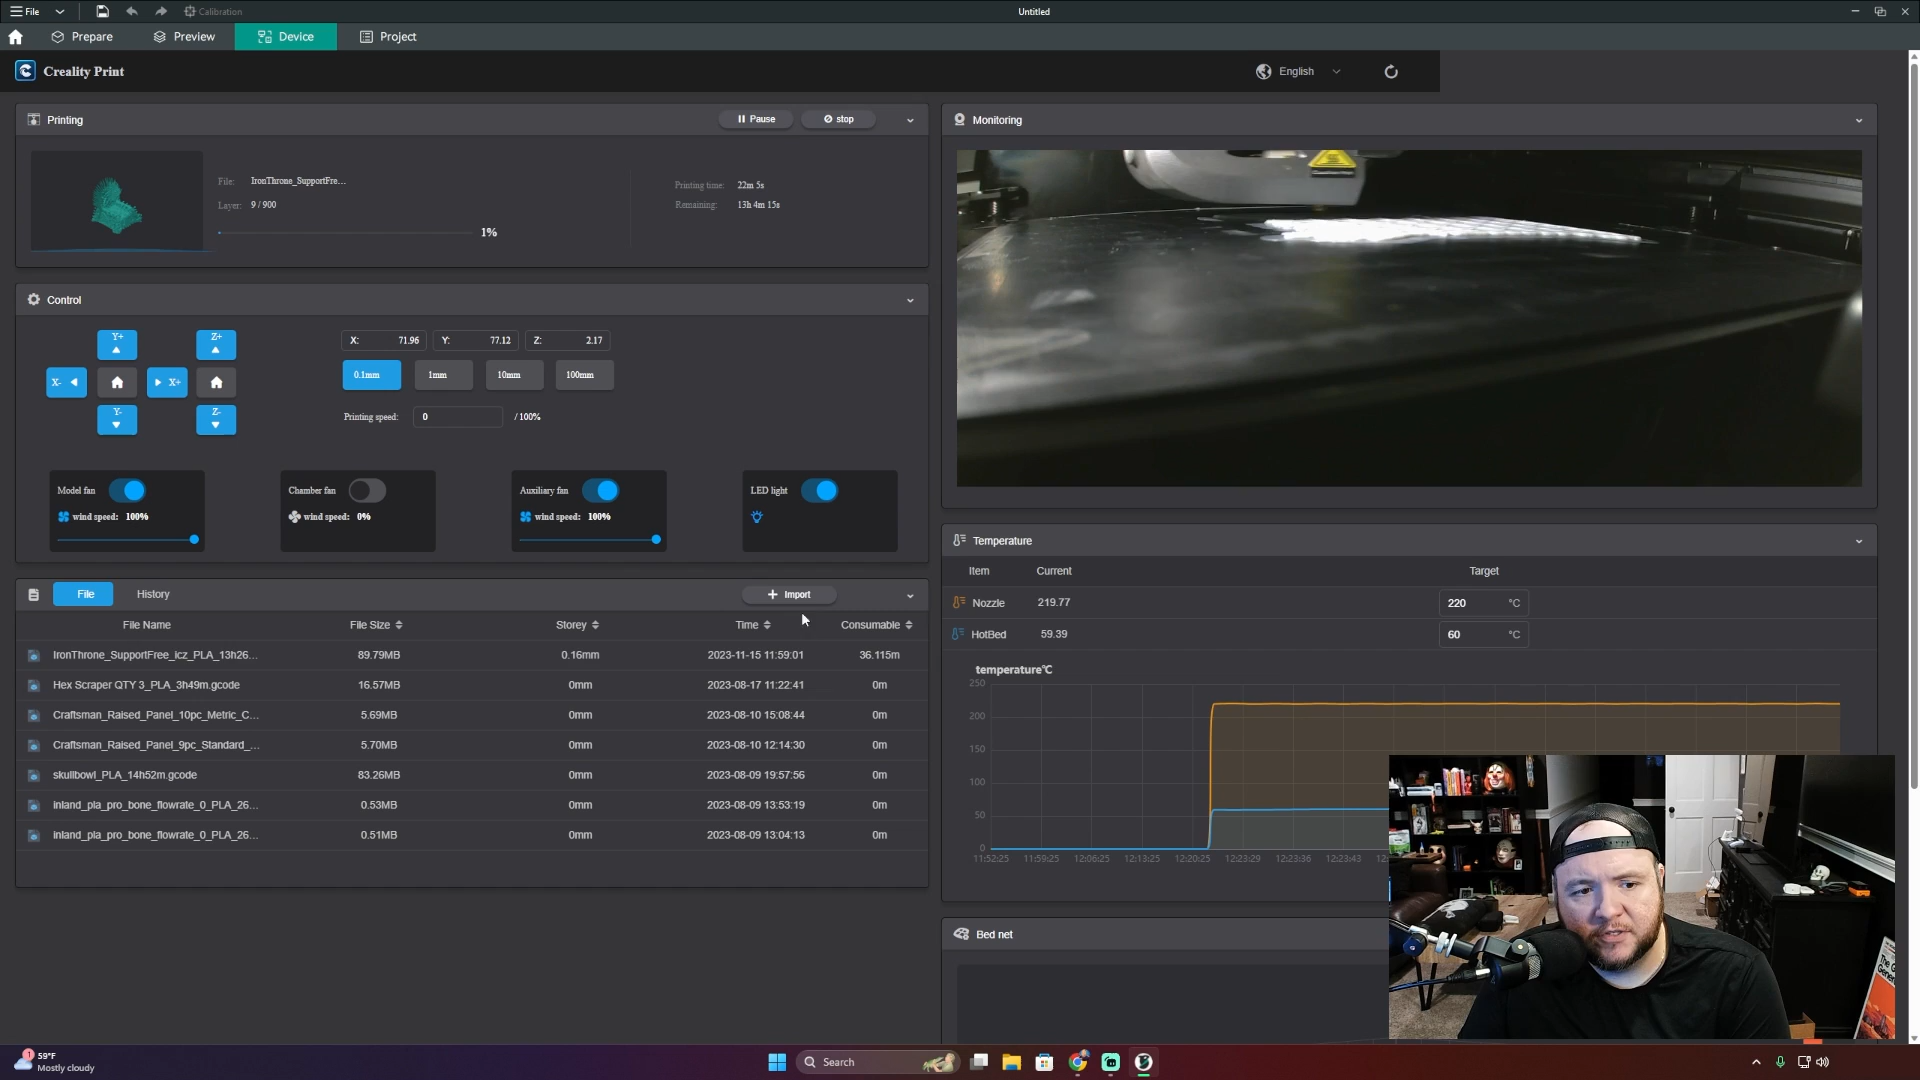 File
Calibration
Untitled
Prepare
Preview
Device
Project
Creality Print
English
Printing
Pause
stop
File: IronThrone_SupportFre...
Layer: 9 / 900
1%
Printing time: 22m 5s
Remaining: 13h 4m 15s
Monitoring
Control
Y+
Z+
X-
X+
Y-
Z-
X: 71.96
Y: 77.12
Z: 2.17
0.1mm
1mm
10mm
100mm
Printing speed: 0 / 100%
Model fan
wind speed: 100%
Chamber fan
wind speed: 0%
Auxiliary fan
wind speed: 100%
LED light
File
History
+ Import
File Name File Size Storey Time Consumable
IronThrone_SupportFree_icz_PLA_13h26... 89.79MB 0.16mm 2023-11-15 11:59:01 36.115m
Hex Scraper QTY 3_PLA_3h49m.gcode 16.57MB 0mm 2023-08-17 11:22:41 0m
Craftsman_Raised_Panel_10pc_Metric_C... 5.69MB 0mm 2023-08-10 15:08:44 0m
Craftsman_Raised_Panel_9pc_Standard_... 5.70MB 0mm 2023-08-10 12:14:30 0m
skullbowl_PLA_14h52m.gcode 83.26MB 0mm 2023-08-09 19:57:56 0m
inland_pla_pro_bone_flowrate_0_PLA_26... 0.53MB 0mm 2023-08-09 13:53:19 0m
inland_pla_pro_bone_flowrate_0_PLA_26... 0.51MB 0mm 2023-08-09 13:04:13 0m
Temperature
Item Current Target
Nozzle 219.77 220 °C
HotBed 59.39 60 °C
temperature℃
250
200
150
100
50
0
11:52:25 11:59:25 12:06:25 12:13:25 12:20:25 12:23:29 12:23:36 12:23:43 12:
Bed net
1
59°F
Mostly cloudy
Search